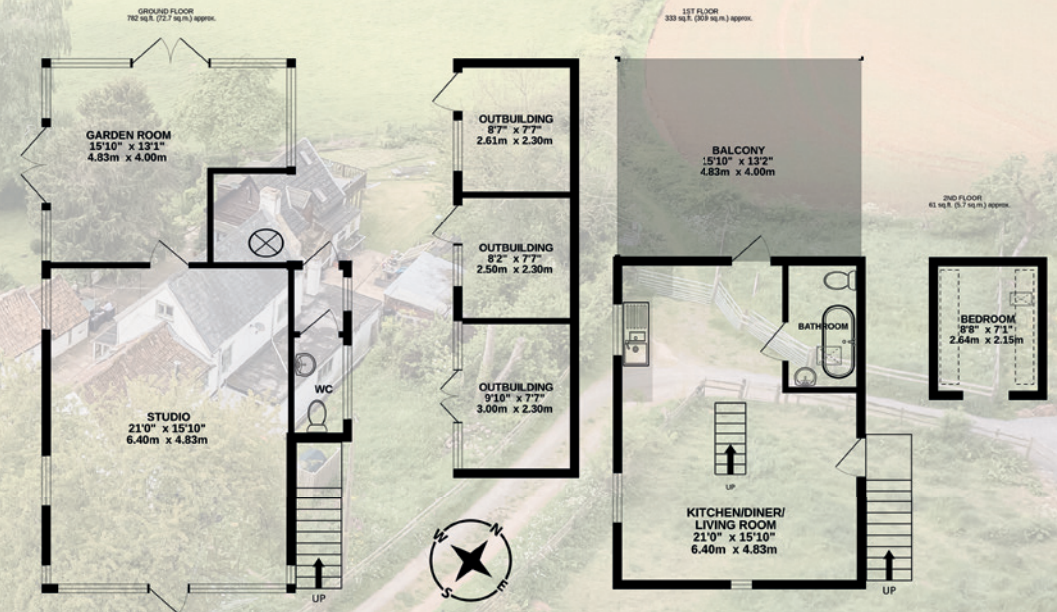 GROUND FLOOR
782 sq.ft. (72.7 sq.m.) approx.
GARDEN ROOM
15'10" x 13'1"
4.83m x 4.00m
STUDIO
21'0" x 15'10"
6.40m x 4.83m
WC
UP
OUTBUILDING
8'7" x 7'7"
2.61m x 2.30m
OUTBUILDING
8'2" x 7'7"
2.50m x 2.30m
OUTBUILDING
9'10" x 7'7"
3.00m x 2.30m
N
W
E
S
1ST FLOOR
333 sq.ft. (30.9 sq.m.) approx.
BALCONY
15'10" x 13'2"
4.83m x 4.00m
BATHROOM
UP
KITCHEN/DINER/
LIVING ROOM
21'0" x 15'10"
6.40m x 4.83m
UP
2ND FLOOR
61 sq.ft. (5.7 sq.m.) approx.
BEDROOM
8'8" x 7'1"
2.64m x 2.15m